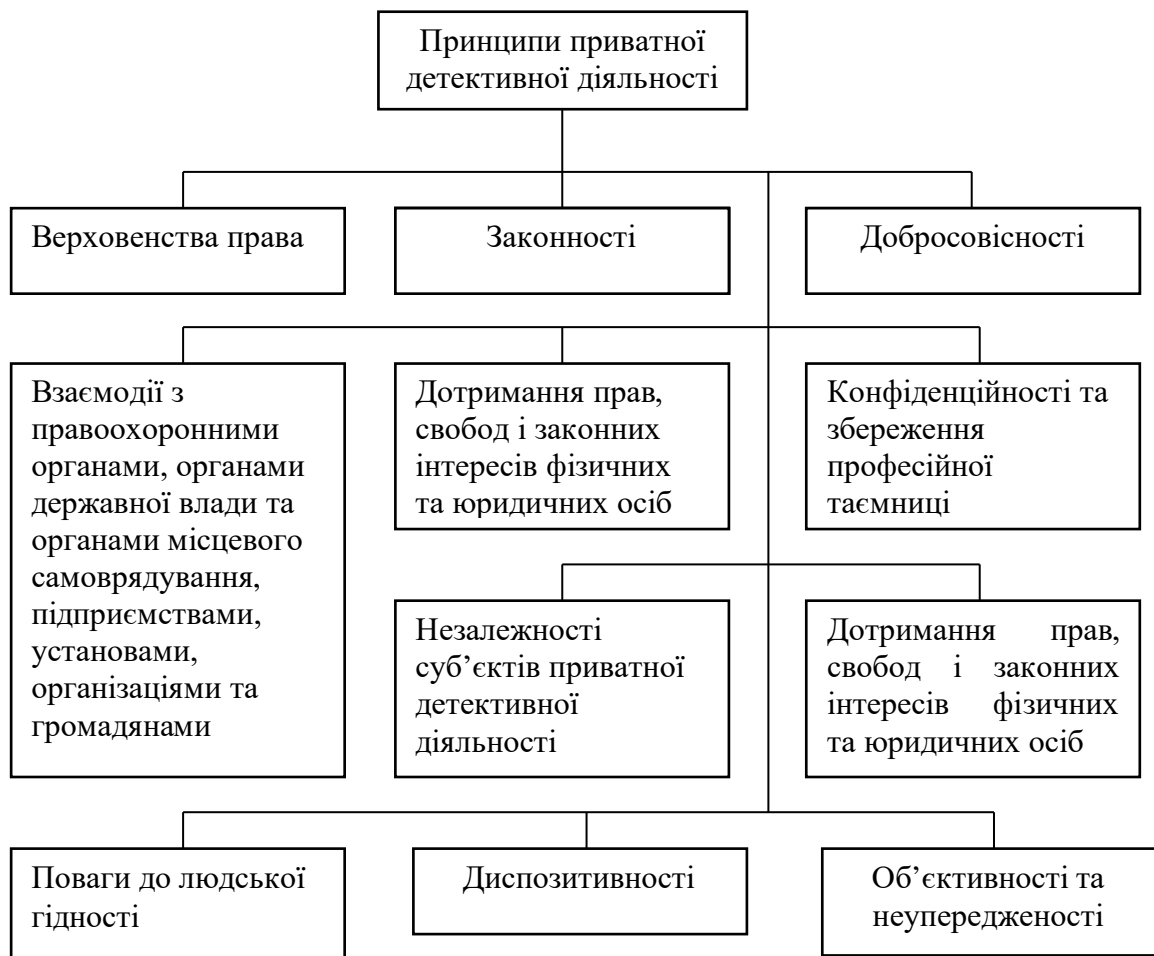 Принципи приватної
детективної діяльності
Верховенства права
Законності
Добросовісності
Взаємодії з
правоохоронними
органами, органами
державної влади та
органами місцевого
самоврядування,
підприємствами,
установами,
організаціями та
громадянами
Дотримання прав,
свобод і законних
інтересів фізичних
та юридичних осіб
Конфіденційності та
збереження
професійної
таємниці
Незалежності
суб’єктів приватної
детективної
діяльності
Дотримання прав,
свобод і законних
інтересів фізичних
та юридичних осіб
Поваги до людської
гідності
Диспозитивності
Об’єктивності та
неупередженості